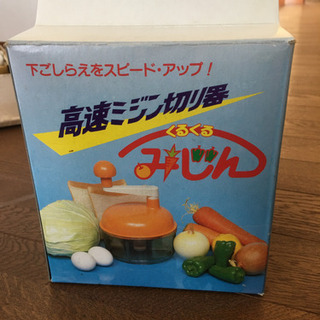 下ごしらえをスピード・アップ！
高速ミジン切り器
くるくる
みじん